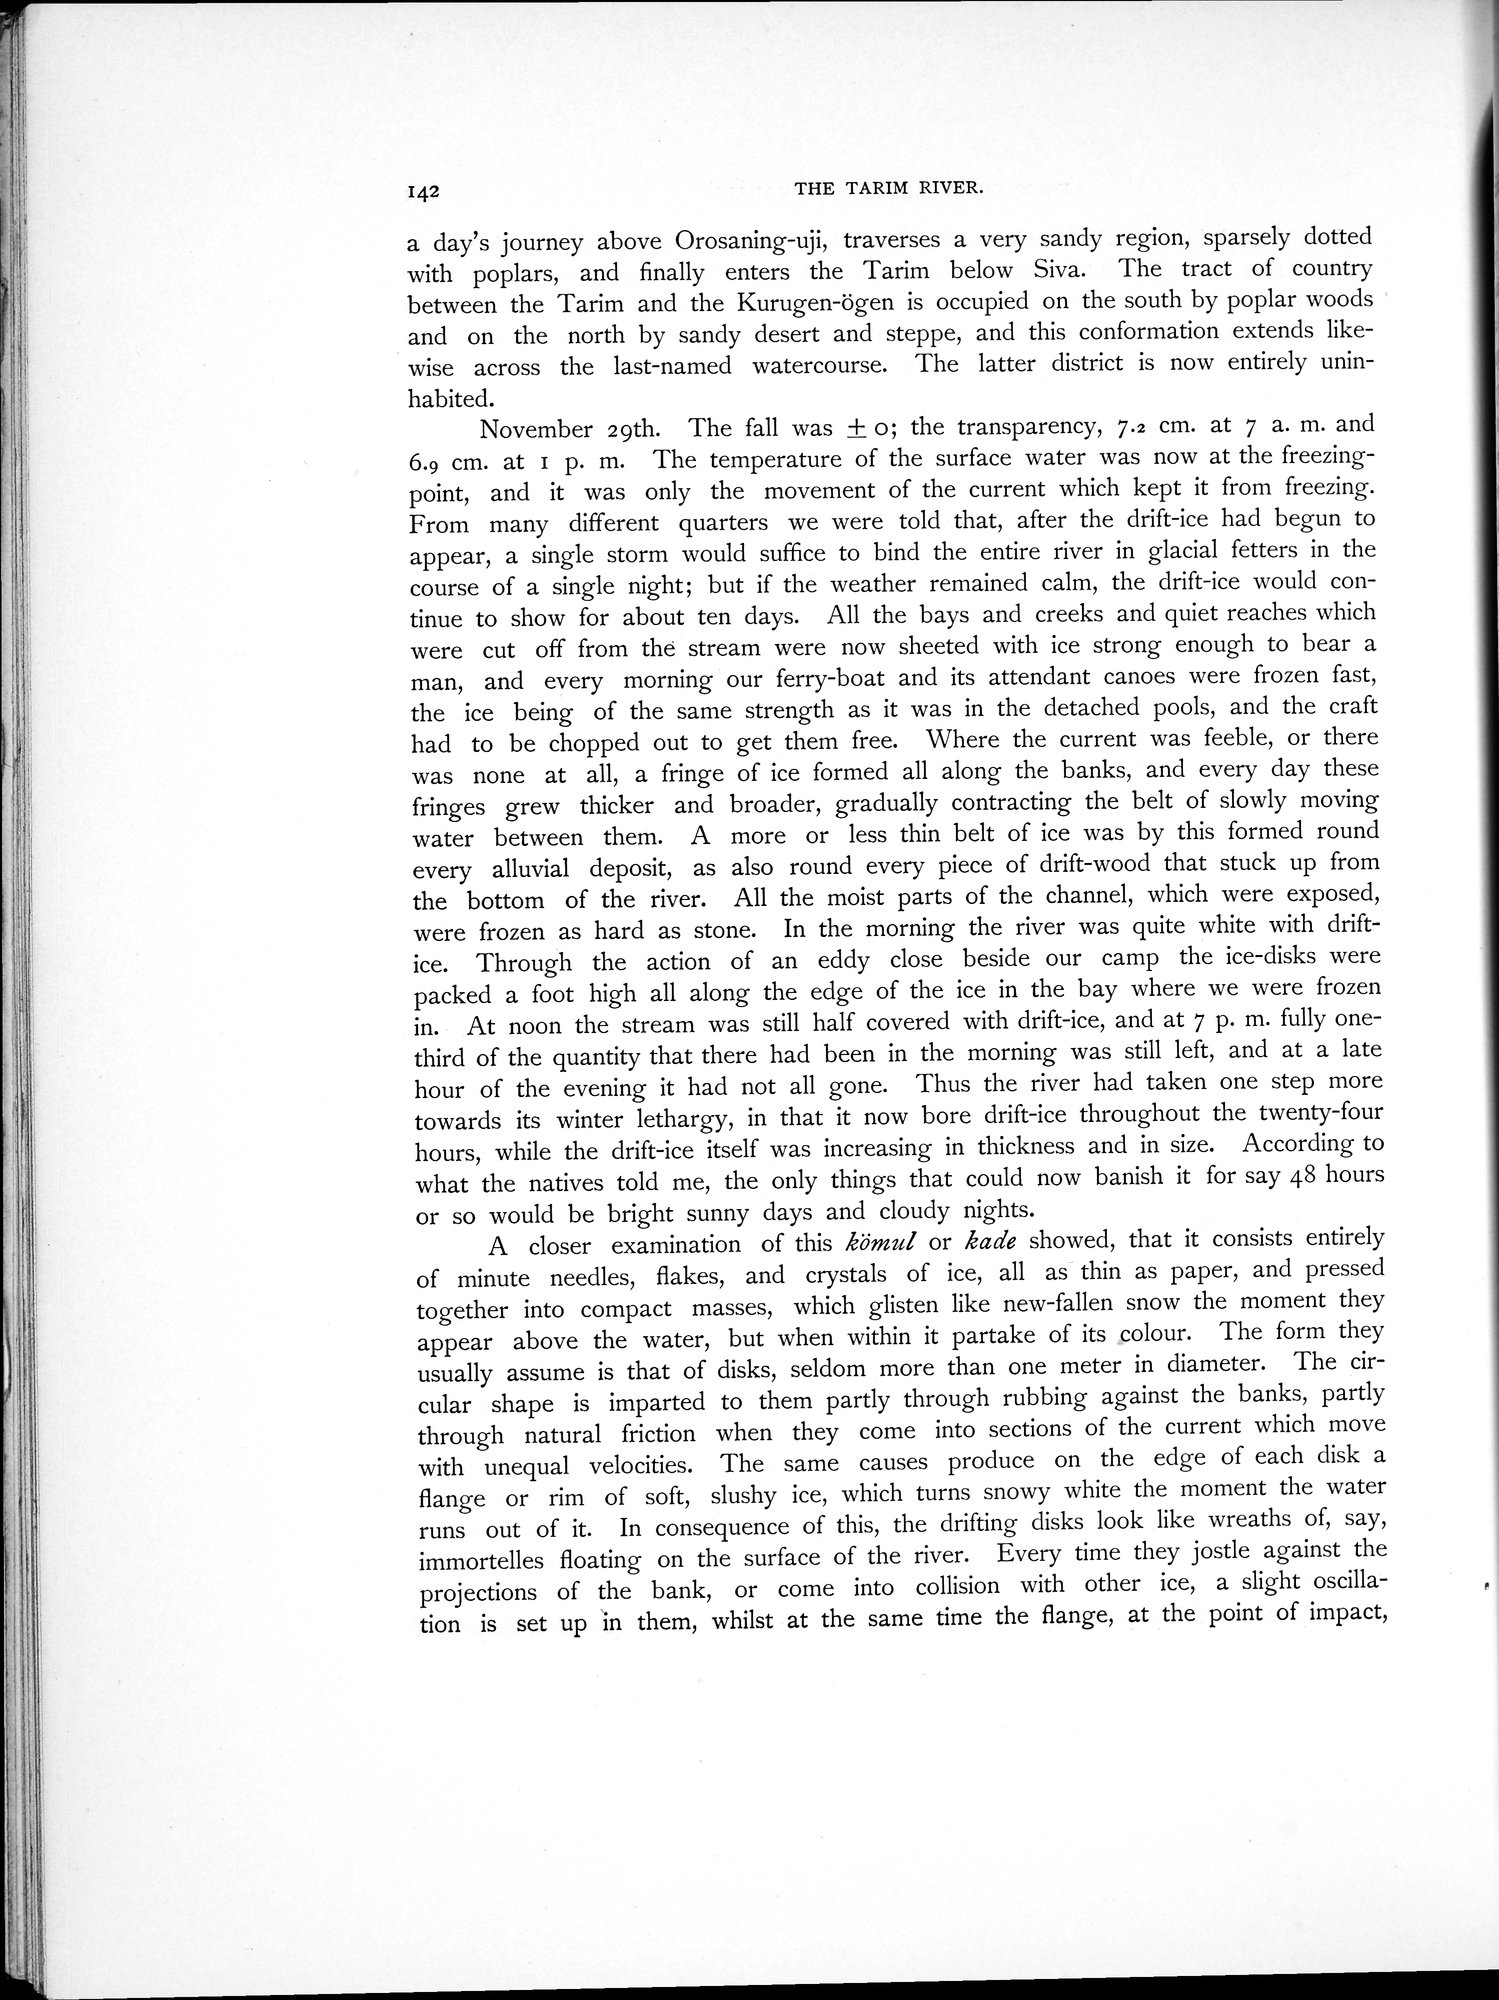 142
THE TARIM RIVER.
a day's journey above Orosaning-uji, traverses a very sandy region, sparsely dotted
with poplars, and finally enters the Tarim below Siva. The tract of country
between the Tarim and the Kurugen-ögen is occupied on the south by poplar woods
and on the north by sandy desert and steppe, and this conformation extends like-
wise across the last-named watercourse. The latter district is now entirely unin-
habited.
November 29th. The fall was ± 0; the transparency, 7.2 cm. at 7 a. m. and
6.9 cm. at 1 p. m. The temperature of the surface water was now at the freezing-
point, and it was only the movement of the current which kept it from freezing.
From many different quarters we were told that, after the drift-ice had begun to
appear, a single storm would suffice to bind the entire river in glacial fetters in the
course of a single night; but if the weather remained calm, the drift-ice would con-
tinue to show for about ten days. All the bays and creeks and quiet reaches which
were cut off from the stream were now sheeted with ice strong enough to bear a
man, and every morning our ferry-boat and its attendant canoes were frozen fast,
the ice being of the same strength as it was in the detached pools, and the craft
had to be chopped out to get them free. Where the current was feeble, or there
was none at all, a fringe of ice formed all along the banks, and every day these
fringes grew thicker and broader, gradually contracting the belt of slowly moving
water between them. A more or less thin belt of ice was by this formed round
every alluvial deposit, as also round every piece of drift-wood that stuck up from
the bottom of the river. All the moist parts of the channel, which were exposed,
were frozen as hard as stone. In the morning the river was quite white with drift-
ice. Through the action of an eddy close beside our camp the ice-disks were
packed a foot high all along the edge of the ice in the bay where we were frozen
in. At noon the stream was still half covered with drift-ice, and at 7 p. m. fully one-
third of the quantity that there had been in the morning was still left, and at a late
hour of the evening it had not all gone. Thus the river had taken one step more
towards its winter lethargy, in that it now bore drift-ice throughout the twenty-four
hours, while the drift-ice itself was increasing in thickness and in size. According to
what the natives told me, the only things that could now banish it for say 48 hours
or so would be bright sunny days and cloudy nights.
A closer examination of this kömul or kade showed, that it consists entirely
of minute needles, flakes, and crystals of ice, all as thin as paper, and pressed
together into compact masses, which glisten like new-fallen snow the moment they
appear above the water, but when within it partake of its colour. The form they
usually assume is that of disks, seldom more than one meter in diameter. The cir-
cular shape is imparted to them partly through rubbing against the banks, partly
through natural friction when they come into sections of the current which move
with unequal velocities. The same causes produce on the edge of each disk a
flange or rim of soft, slushy ice, which turns snowy white the moment the water
runs out of it. In consequence of this, the drifting disks look like wreaths of, say,
immortelles floating on the surface of the river. Every time they jostle against the
projections of the bank, or come into collision with other ice, a slight oscilla-
tion is set up in them, whilst at the same time the flange, at the point of impact,